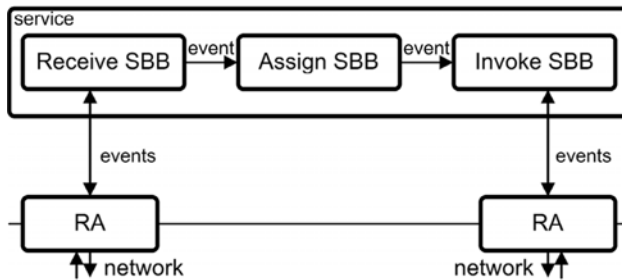 service
Receive SBB
event
Assign SBB
event
Invoke SBB
events
events
RA
RA
network
network